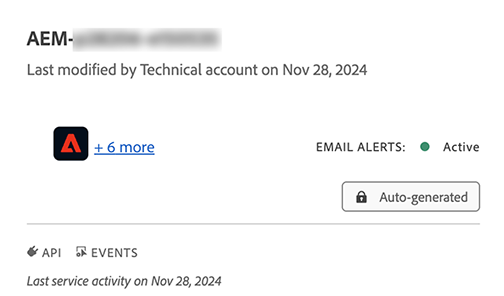 AEM-
Last modified by Technical account on Nov 28, 2024
+ 6 more
EMAIL ALERTS: Active
Auto-generated
API EVENTS
Last service activity on Nov 28, 2024